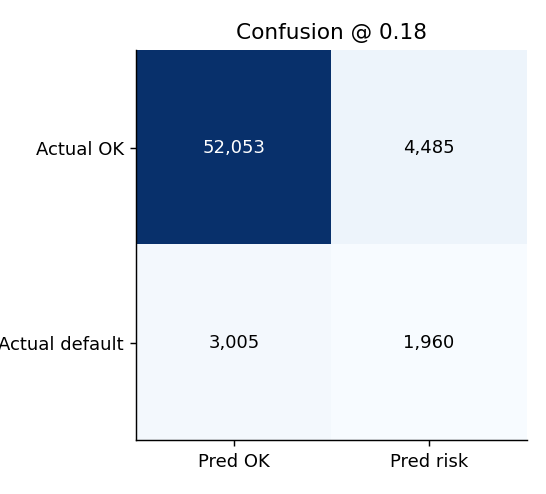 Confusion @ 0.18
Actual OK
52,053
4,485
Actual default
3,005
1,960
Pred OK
Pred risk